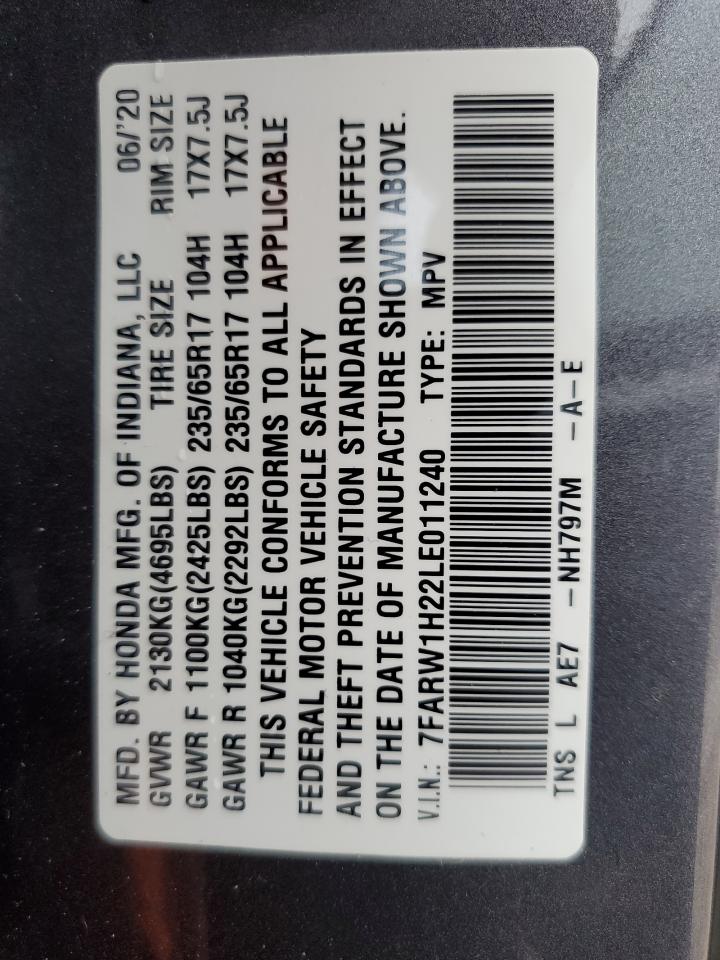 MFD. BY HONDA MFG. OF INDIANA, LLC 06/'20
GVWR 2130KG(4695LBS) TIRE SIZE RIM SIZE
GAWR F 1100KG(2425LBS) 235/65R17 104H 17X7.5J
GAWR R 1040KG(2292LBS) 235/65R17 104H 17X7.5J
THIS VEHICLE CONFORMS TO ALL APPLICABLE
FEDERAL MOTOR VEHICLE SAFETY
AND THEFT PREVENTION STANDARDS IN EFFECT
ON THE DATE OF MANUFACTURE SHOWN ABOVE.
V.I.N.: 7FARW1H22LE011240 TYPE: MPV
TNS L AE7 -NH797M -A-E